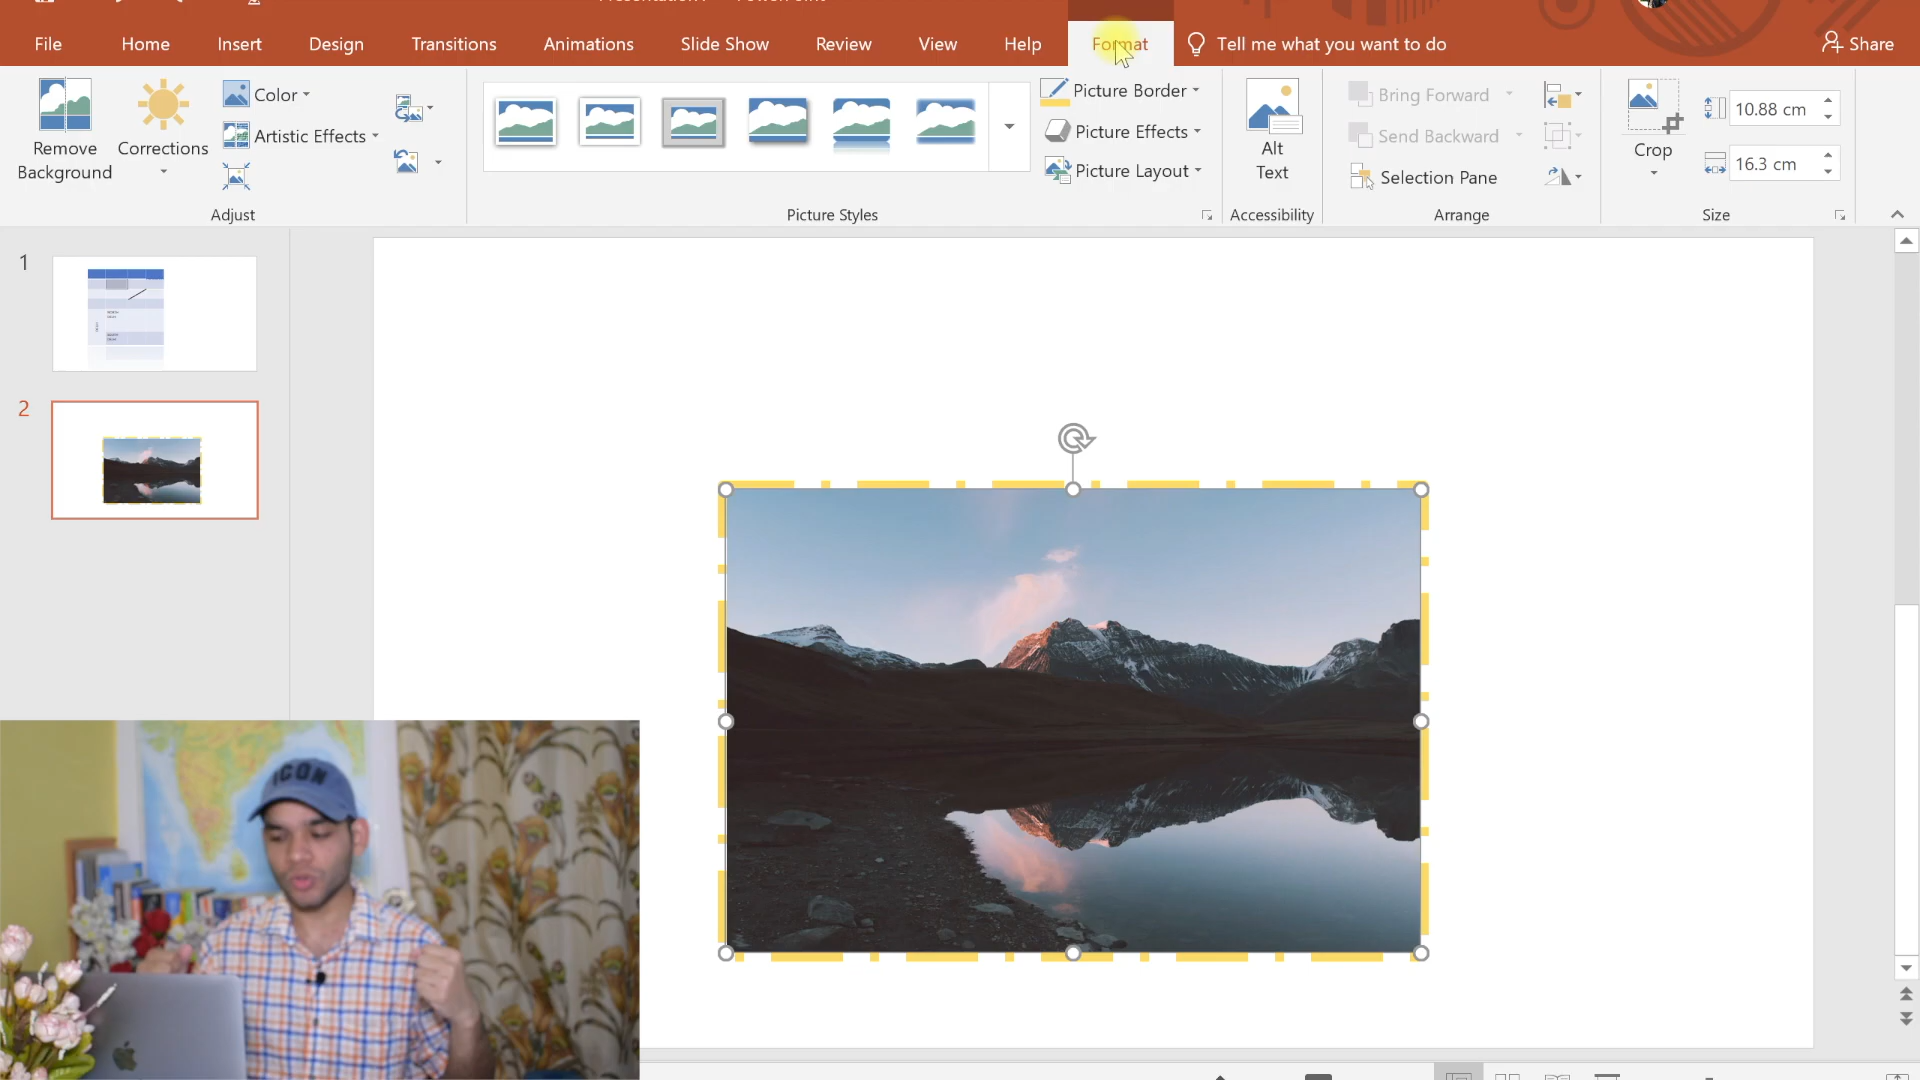 File Home Insert Design Transitions Animations Slide Show Review View Help Format Tell me what you want to do Share
Remove Background
Corrections
Color
Artistic Effects
Adjust
Picture Styles
Picture Border
Picture Effects
Picture Layout
Alt Text
Accessibility
Bring Forward
Send Backward
Selection Pane
Arrange
Crop
10.88 cm
16.3 cm
Size
1
2
ICON